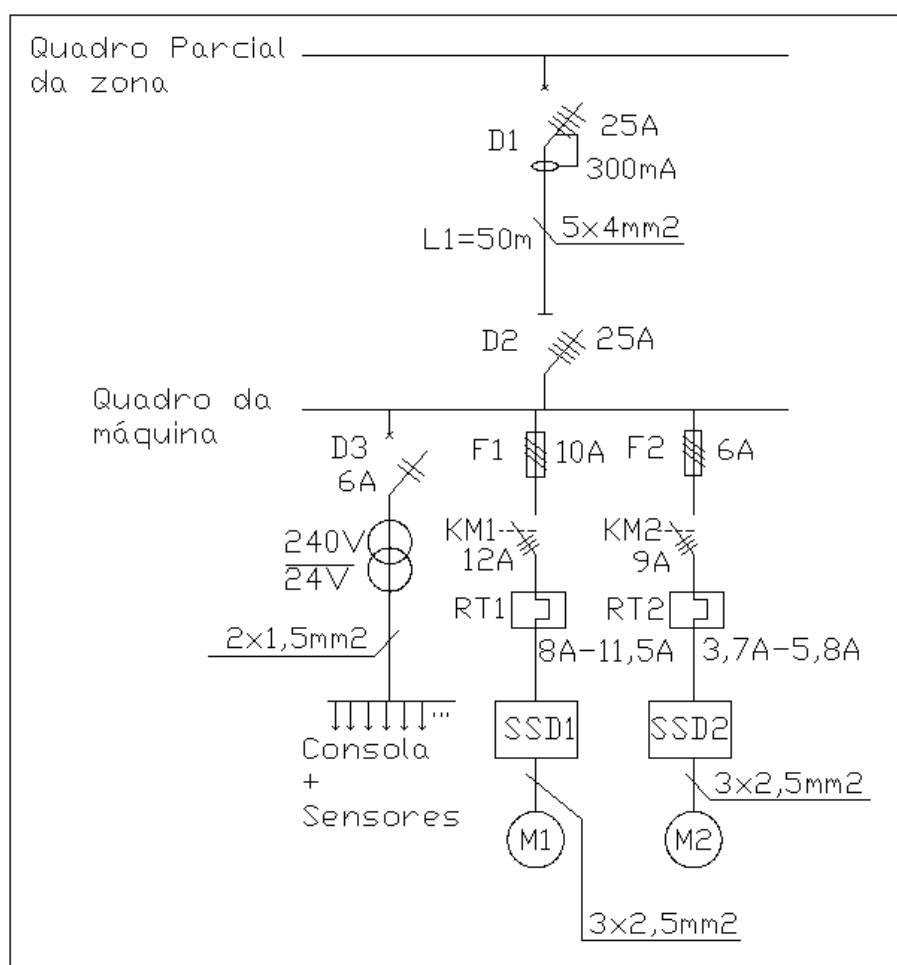 Quadro Parcial
da zona
D1
25A
300mA
L1=50m
5x4mm2
D2
25A
Quadro da
máquina
D3
6A
F1
10A
F2
6A
KM1
12A
KM2
9A
240V
24V
RT1
RT2
8A-11,5A
3,7A-5,8A
2x1,5mm2
...
SSD1
SSD2
Consola
+
Sensores
3x2,5mm2
M1
M2
3x2,5mm2